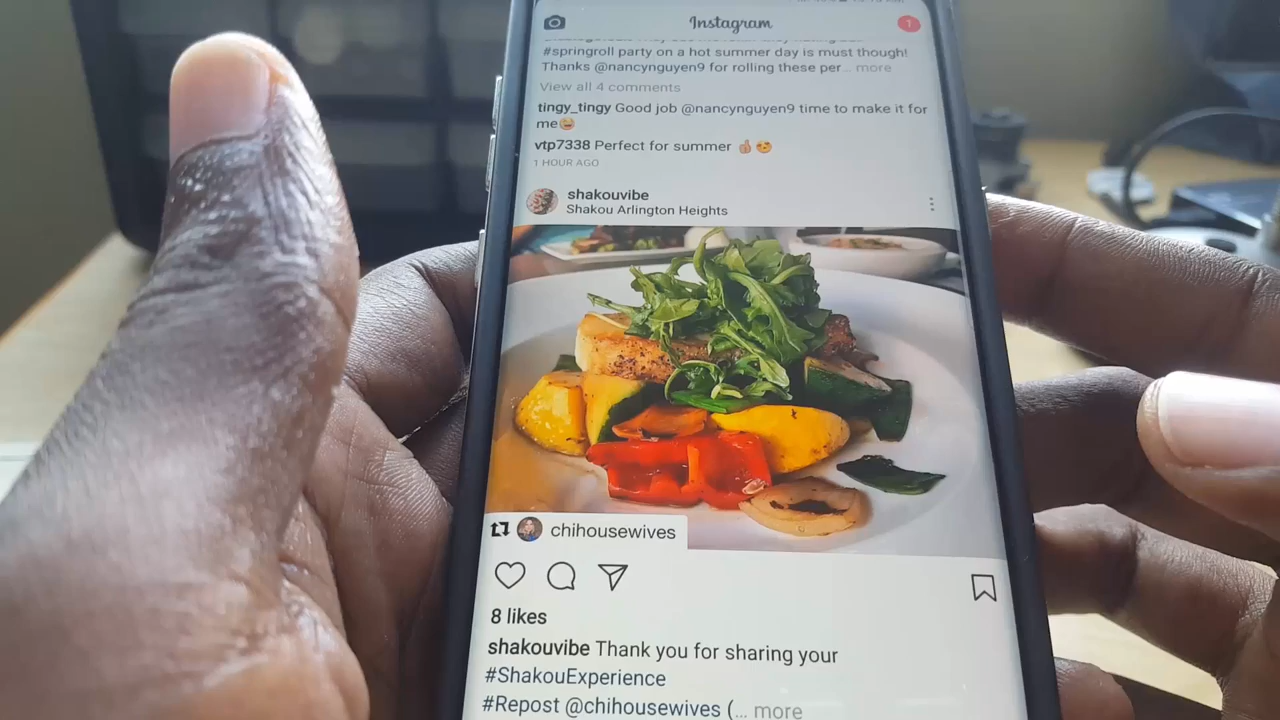 Instagram
1
#springroll party on a hot summer day is must though!
Thanks @nancynguyen9 for rolling these per... more
View all 4 comments
tingy_tingy Good job @nancynguyen9 time to make it for
me😂
vtp7338 Perfect for summer 👍😍
1 HOUR AGO
shakouvibe
Shakou Arlington Heights
chihousewives
8 likes
shakouvibe Thank you for sharing your
#ShakouExperience
#Repost @chihousewives (... more